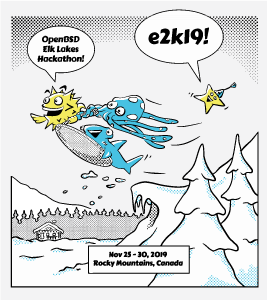 OpenBSD
Elk Lakes
Hackathon!
e2k19!
Nov 25 - 30, 2019
Rocky Mountains, Canada